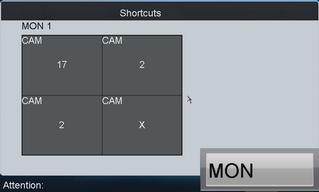 Shortcuts
MON 1
CAM CAM
17 2
CAM CAM
2 X
Attention:
MON